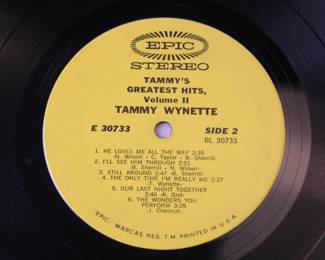 EPIC
STEREO
TAMMY'S
GREATEST HITS,
Volume II
TAMMY WYNETTE
E 30733 SIDE 2
BL 30733
1. HE LOVES ME ALL THE WAY 2:35
-N. Wilson - C. Taylor - B. Sherrill-
2. I'LL SEE HIM THROUGH 2:51
-B. Sherrill - N. Wilson-
3. STILL AROUND 2:47 -B. Sherrill-
4. THE ONLY TIME I'M REALLY ME 2:27
-T. Wynette-
5. OUR LAST NIGHT TOGETHER
2:46 -R. Gist-
6. THE WONDERS YOU
PERFORM 3:28
-J. Chesnut-
"EPIC," MARCAS REG. T.M. PRINTED IN U.S.A.